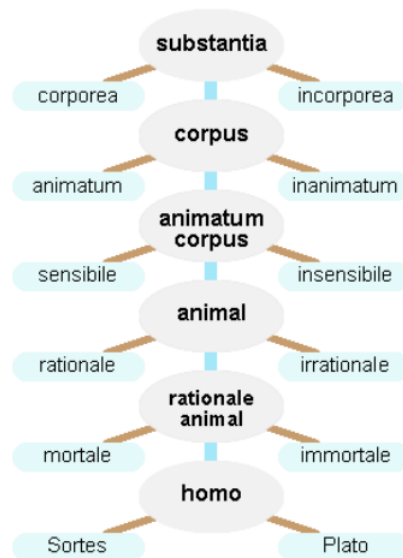 substantia
corporea
incorporea
corpus
animatum
inanimatum
animatum
corpus
sensibile
insensibile
animal
rationale
irrationale
rationale
animal
mortale
immortale
homo
Sortes
Plato